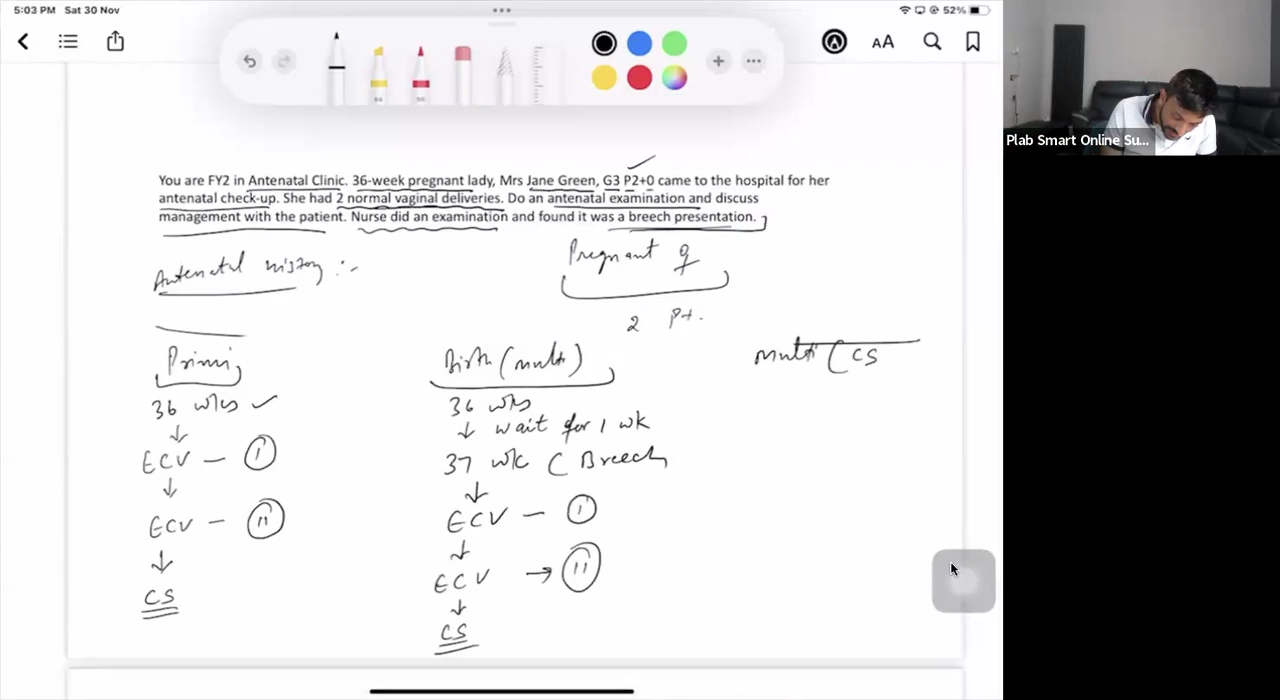 5:03 PM Sat 30 Nov
52%
AA
Plab Smart Online Su...
You are FY2 in Antenatal Clinic. 36-week pregnant lady, Mrs Jane Green, G3 P2+0 came to the hospital for her
antenatal check-up. She had 2 normal vaginal deliveries. Do an antenatal examination and discuss
management with the patient. Nurse did an examination and found it was a breech presentation.
Antenatal history :-
Pregnant ♀
2 Pt.
Primi
36 wks ✓
↓
ECV - I
↓
ECV - II
↓
CS
Birth (multi)
36 wks
↓ wait for 1 wk
37 wk ( Breech
↓
ECV - I
↓
ECV → II
↓
CS
multi ( CS